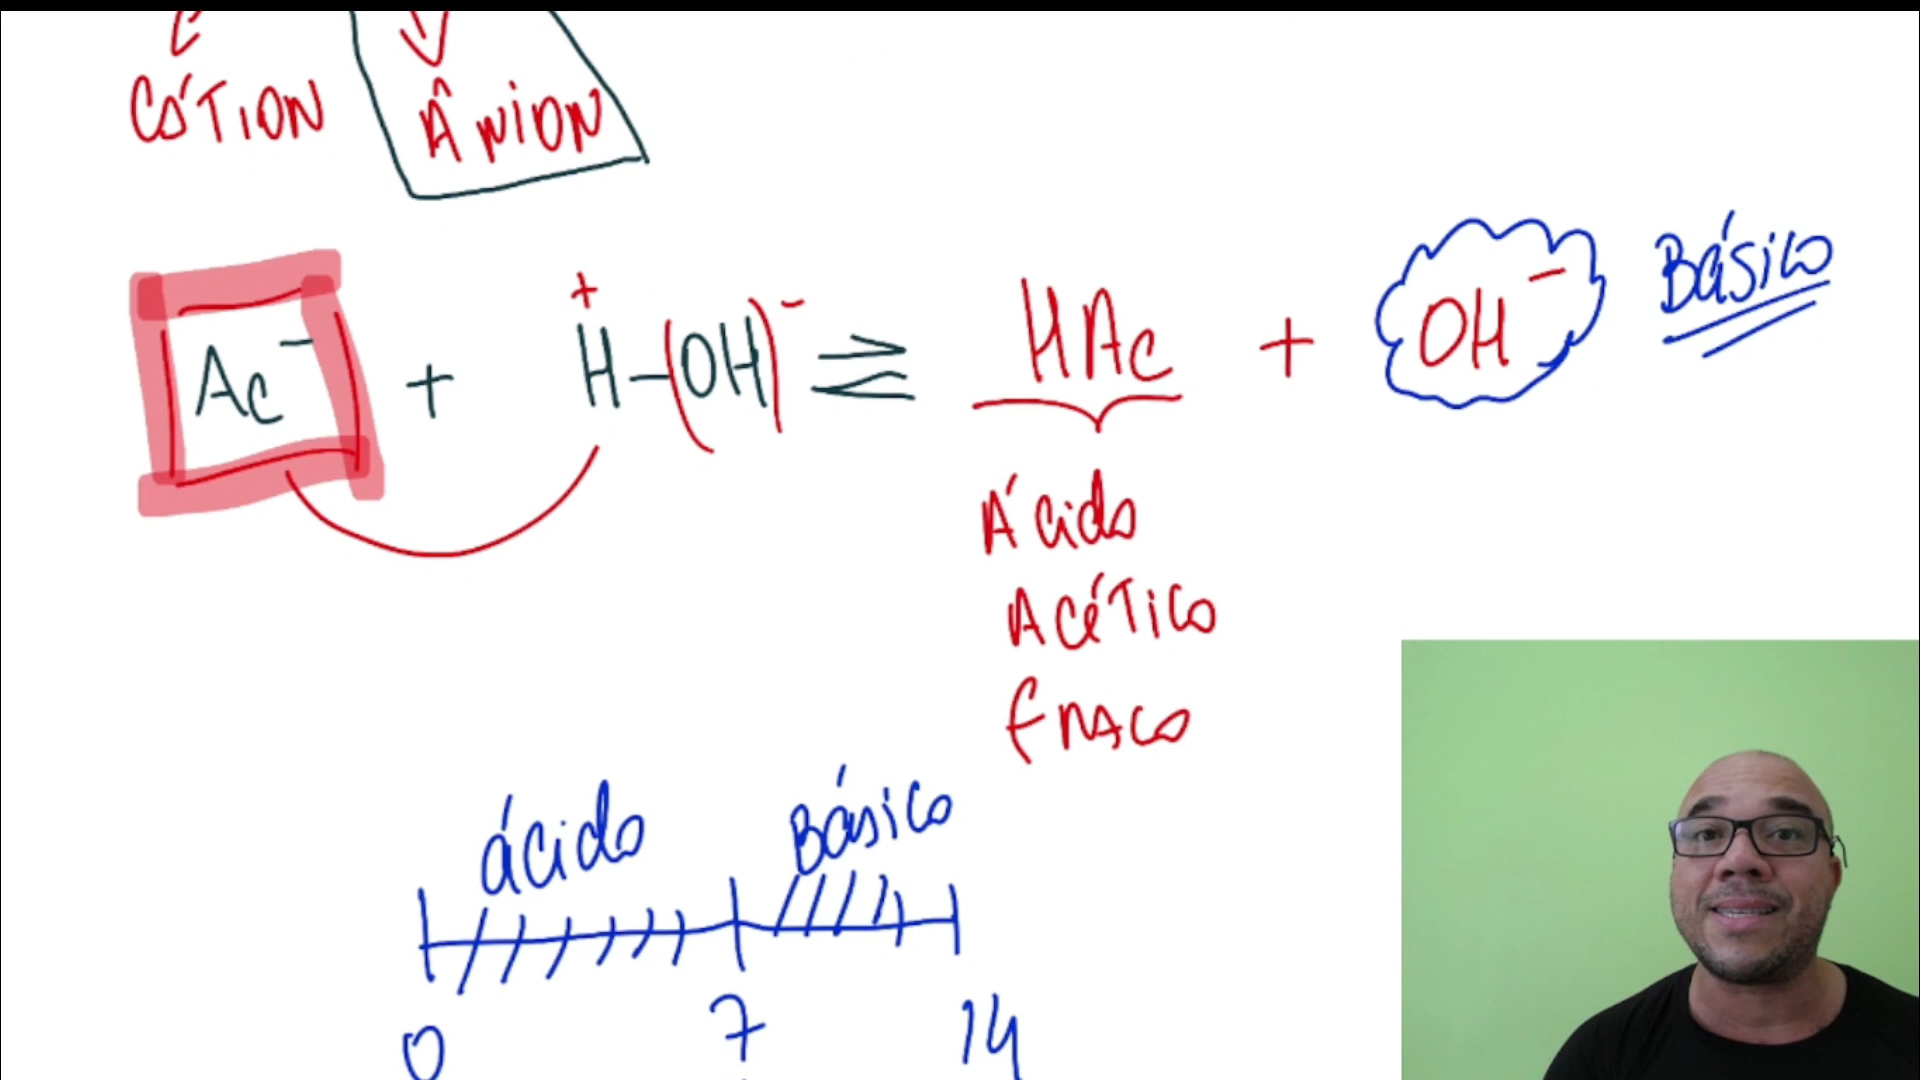 CÁTION ÂNION
Ac⁻ + H⁺-(OH)⁻ ⇌ HAc + OH⁻ Básico
Ácido
Acético
fraco
ácido Básico
0 7 14